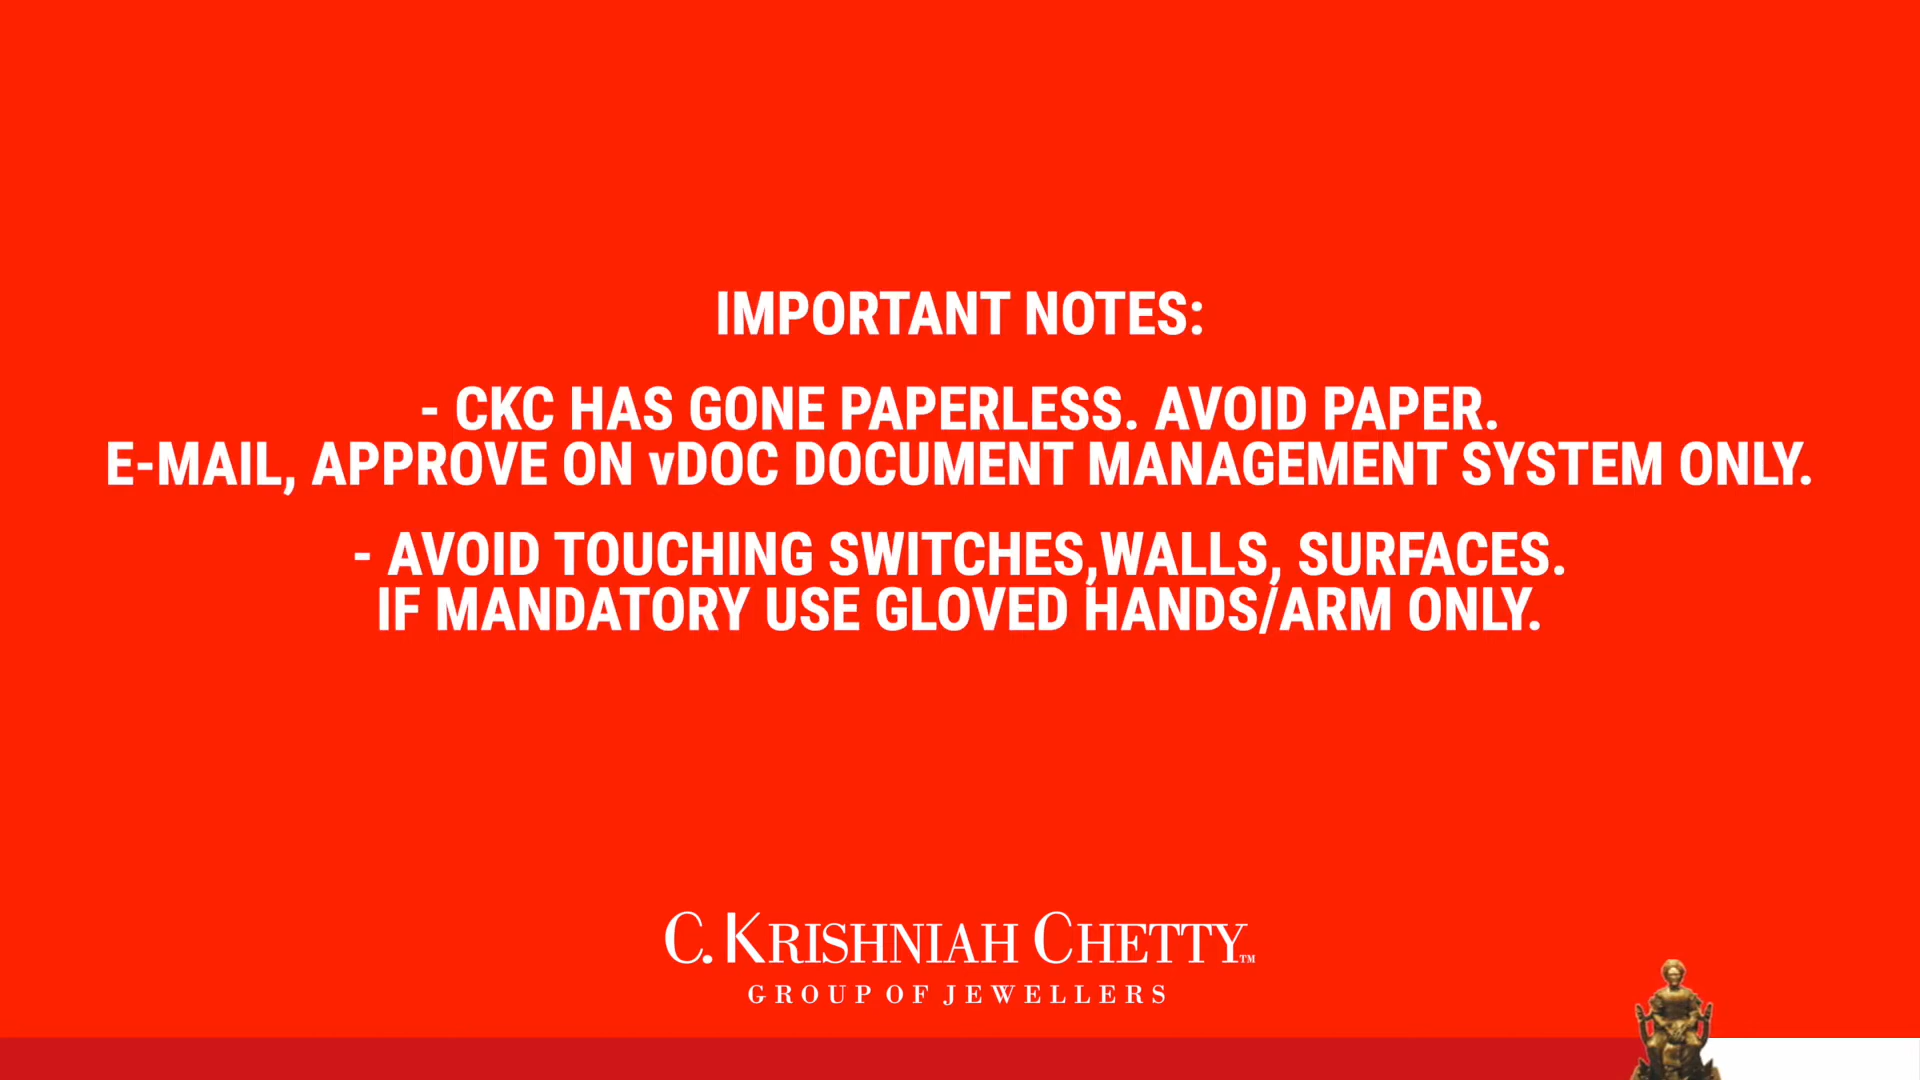 IMPORTANT NOTES:
- CKC HAS GONE PAPERLESS. AVOID PAPER.
E-MAIL, APPROVE ON vDOC DOCUMENT MANAGEMENT SYSTEM ONLY.
- AVOID TOUCHING SWITCHES,WALLS, SURFACES.
IF MANDATORY USE GLOVED HANDS/ARM ONLY.
C. KRISHNIAH CHETTY™
GROUP OF JEWELLERS